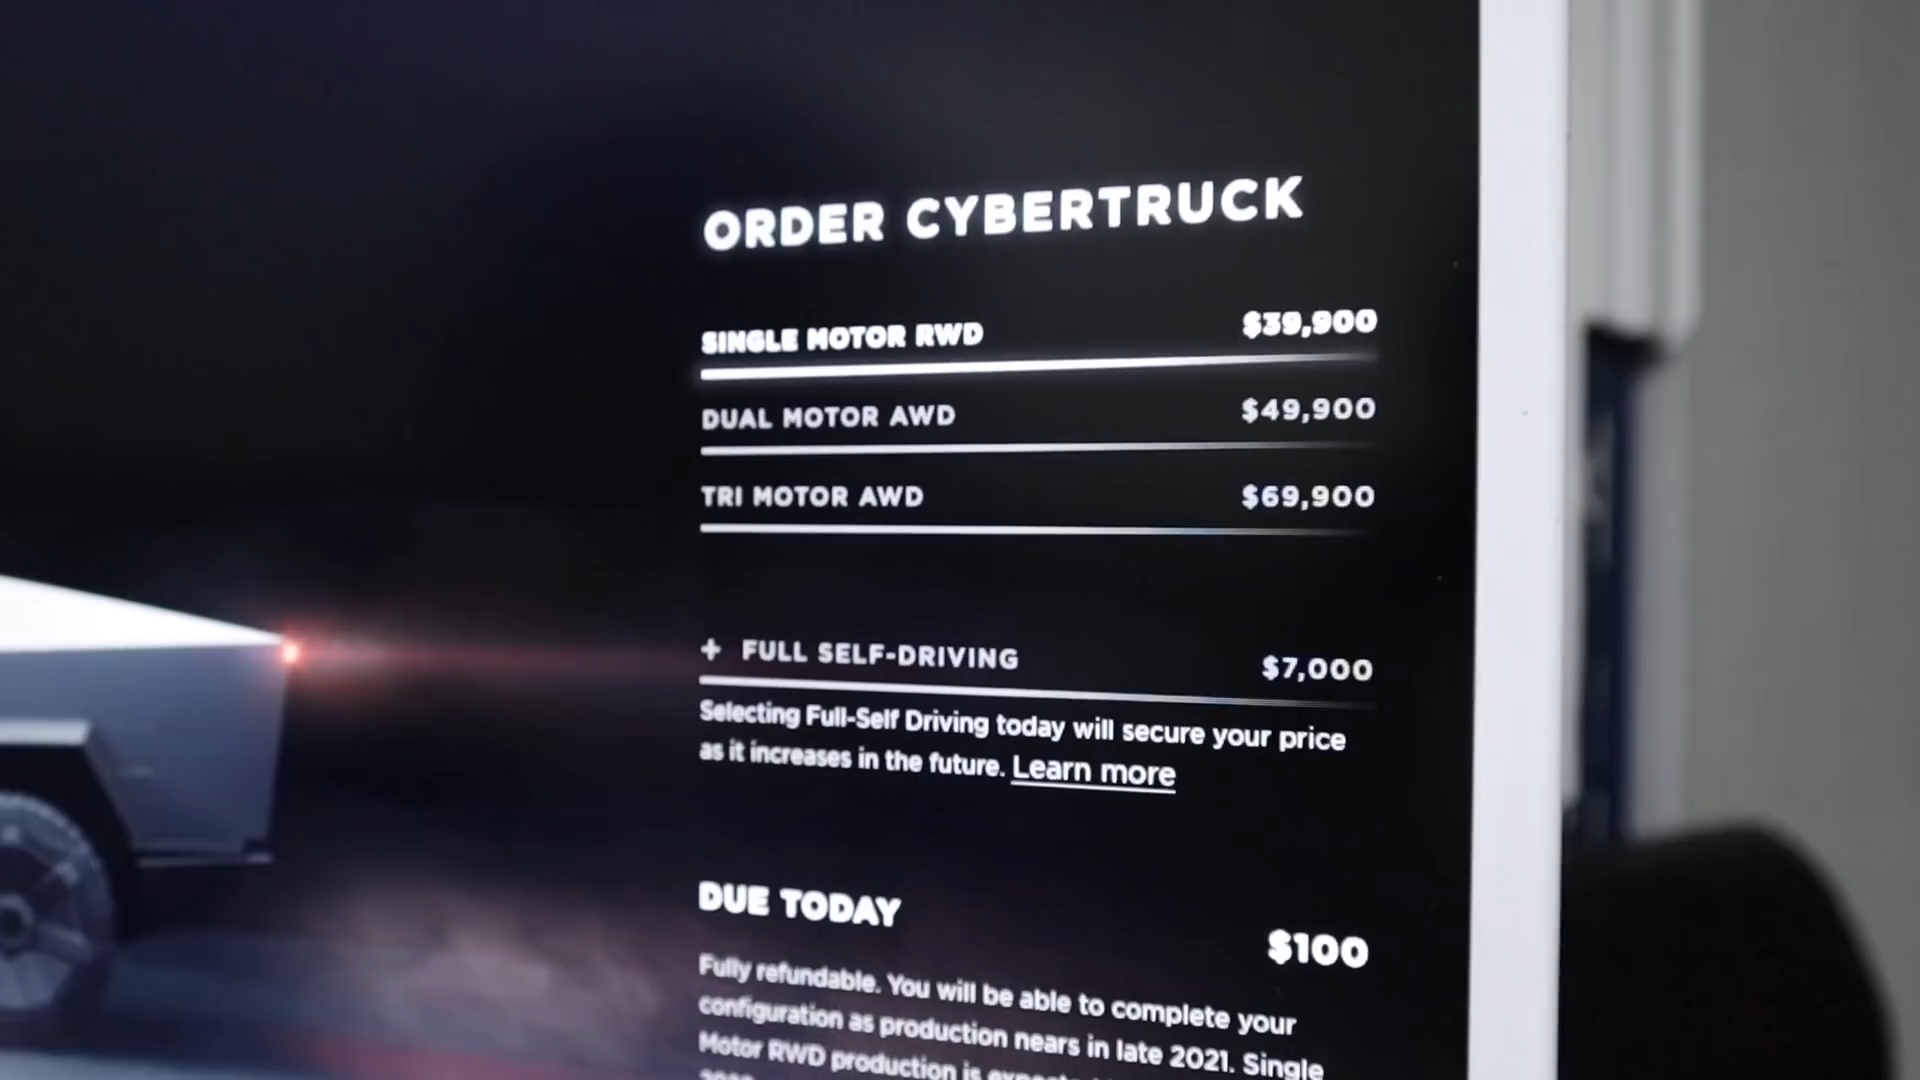 ORDER CYBERTRUCK
SINGLE MOTOR RWD $39,900
DUAL MOTOR AWD $49,900
TRI MOTOR AWD $69,900
+ FULL SELF-DRIVING $7,000
Selecting Full-Self Driving today will secure your price
as it increases in the future. Learn more
DUE TODAY $100
Fully refundable. You will be able to complete your
configuration as production nears in late 2021. Single
Motor RWD production is